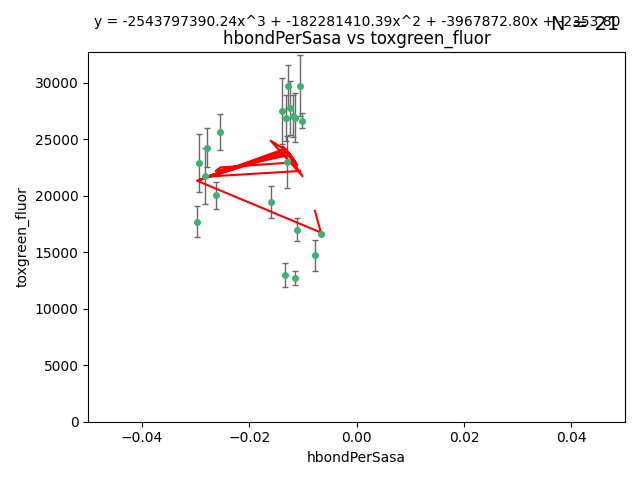 y = -2543797390.24x^3 + -182281410.39x^2 + -3967872.80x +
N = 21
hbondPerSasa vs toxgreen_fluor
30000
25000
20000
15000
10000
5000
0
toxgreen_fluor
−0.04
−0.02
0.00
0.02
0.04
hbondPerSasa